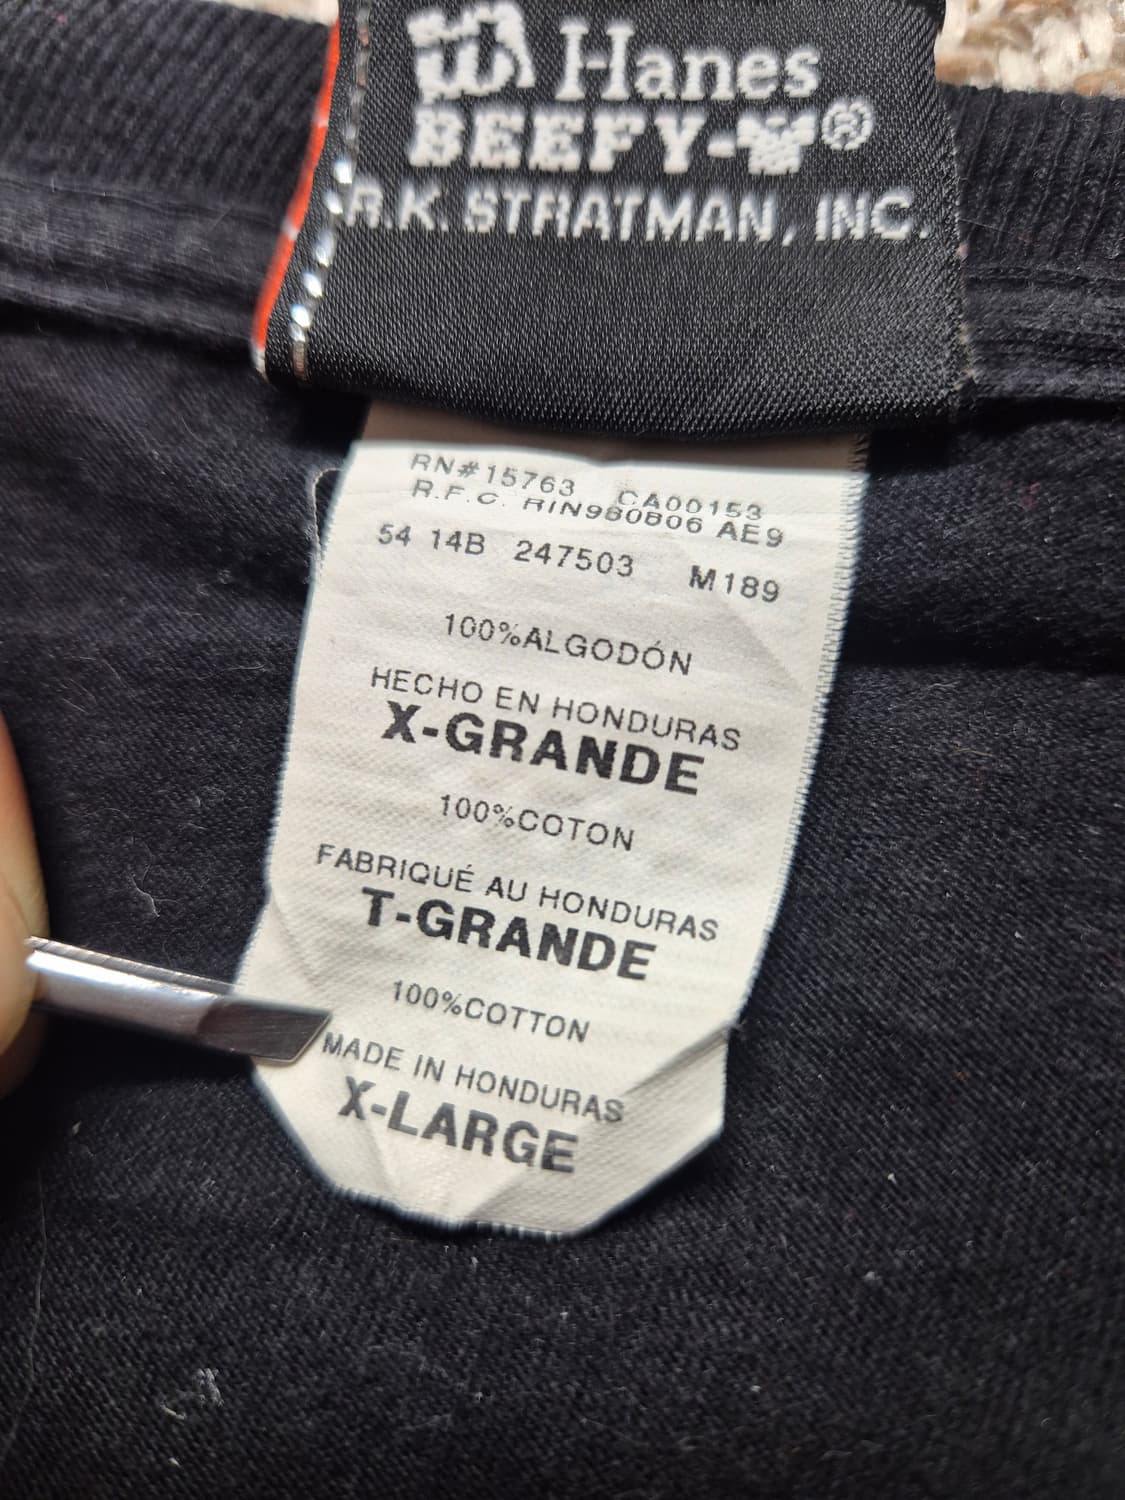 Hanes
BEEFY-T®
R.K. STRATMAN, INC.
RN#15763 CA00153
R.F.C. HIN980806 AE9
54 14B 247503 M189
100%ALGODÓN
HECHO EN HONDURAS
X-GRANDE
100%COTON
FABRIQUÉ AU HONDURAS
T-GRANDE
100%COTTON
MADE IN HONDURAS
X-LARGE